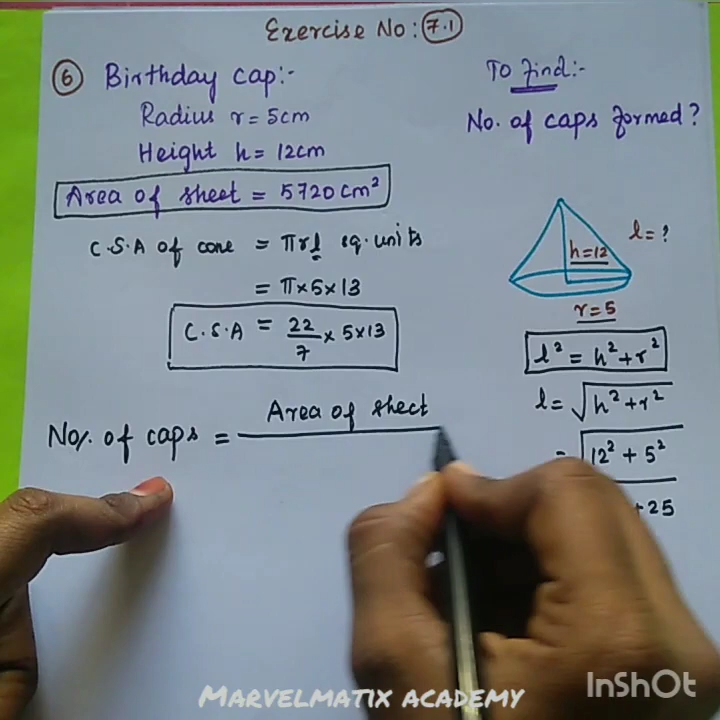 Exercise No: 7.1
6 Birthday cap:-
Radius r = 5cm
Height h = 12cm
Area of sheet = 5720 cm²
C.S.A of cone = πrl sq. units
= π×5×13
C.S.A = 22/7 × 5×13
No. of caps = Area of sheet
To find:-
No. of caps formed?
l = ?
h=12
r=5
l² = h² + r²
l = √h² + r²
= √12² + 5²
+ 25
MARVELMATIX ACADEMY
InShOt